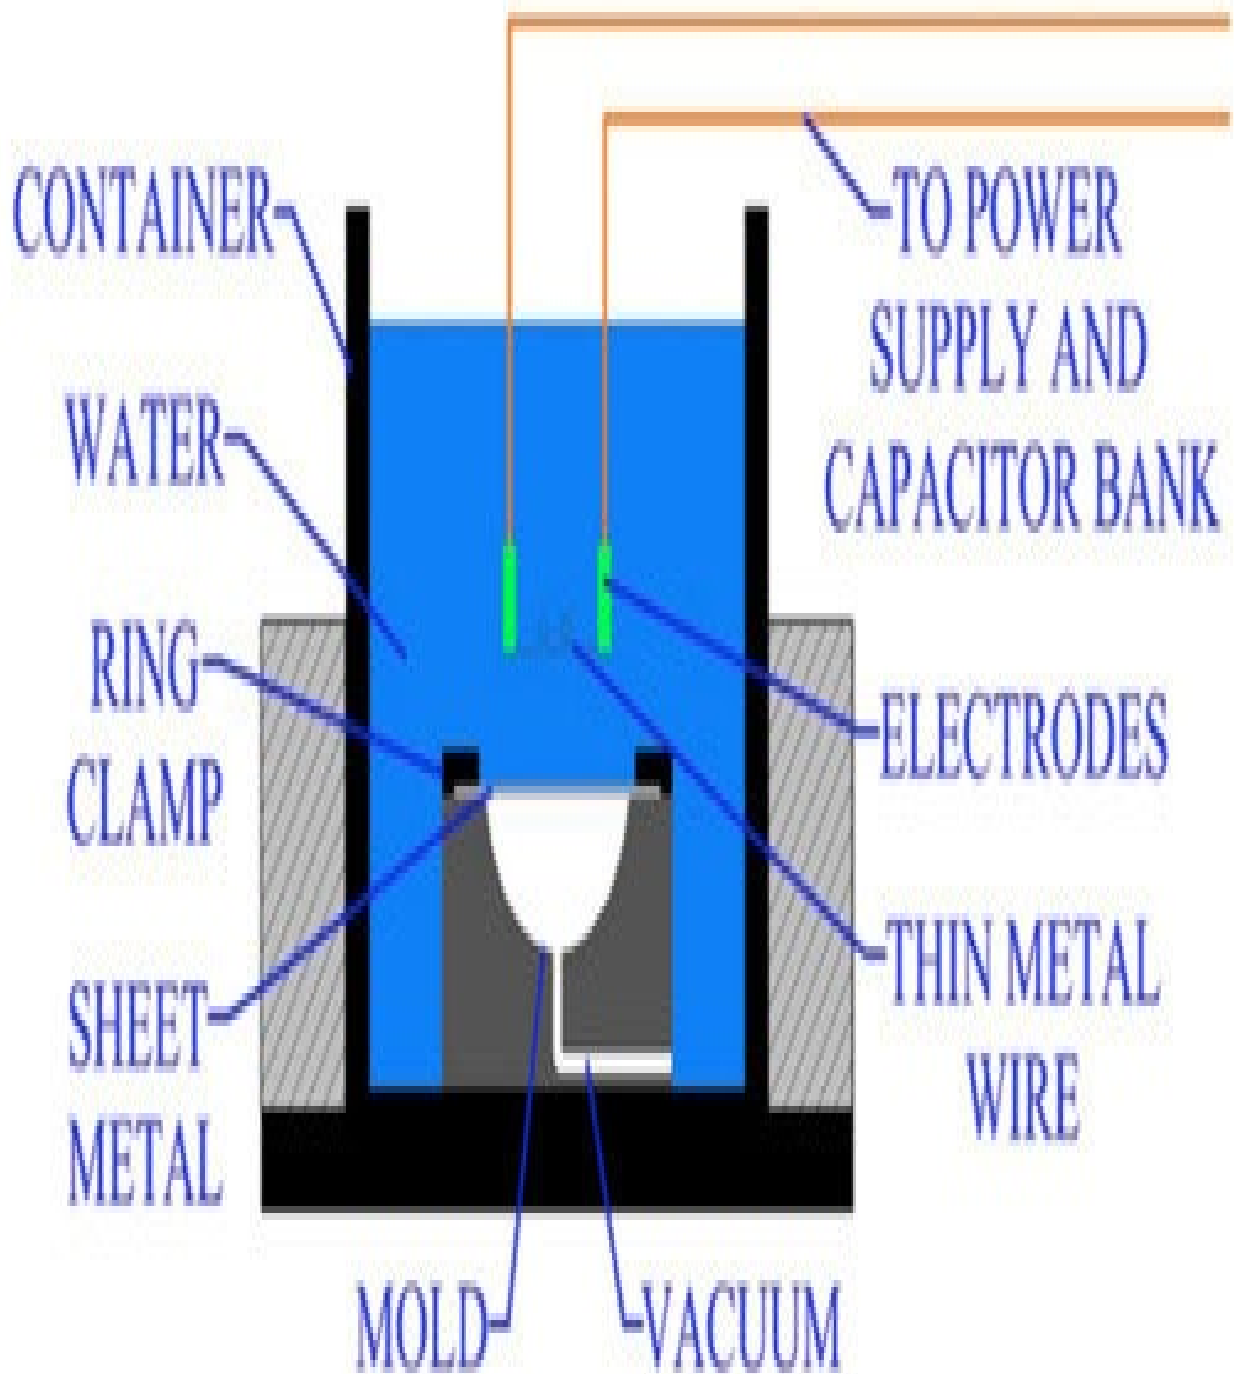 CONTAINER
TO POWER
SUPPLY AND
CAPACITOR BANK
WATER
RING
CLAMP
ELECTRODES
SHEET
METAL
THIN METAL
WIRE
MOLD
VACUUM